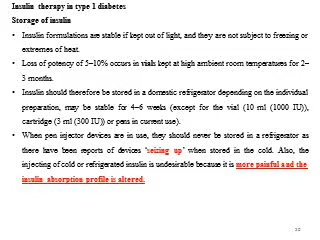 Insulin therapy in type 1 diabetes
Storage of insulin
• Insulin formulations are stable if kept out of light, and they are not subject to freezing or
extremes of heat.
• Loss of potency of 5–10% occurs in vials kept at high ambient room temperatures for 2–
3 months.
• Insulin should therefore be stored in a domestic refrigerator depending on the individual
preparation, may be stable for 4–6 weeks (except for the vial (10 ml (1000 IU)),
cartridge (3 ml (300 IU)) or pens in current use).
• When pen injector devices are in use, they should never be stored in a refrigerator as
there have been reports of devices ‘seizing up’ when stored in the cold. Also, the
injecting of cold or refrigerated insulin is undesirable because it is more painful and the
insulin absorption profile is altered.